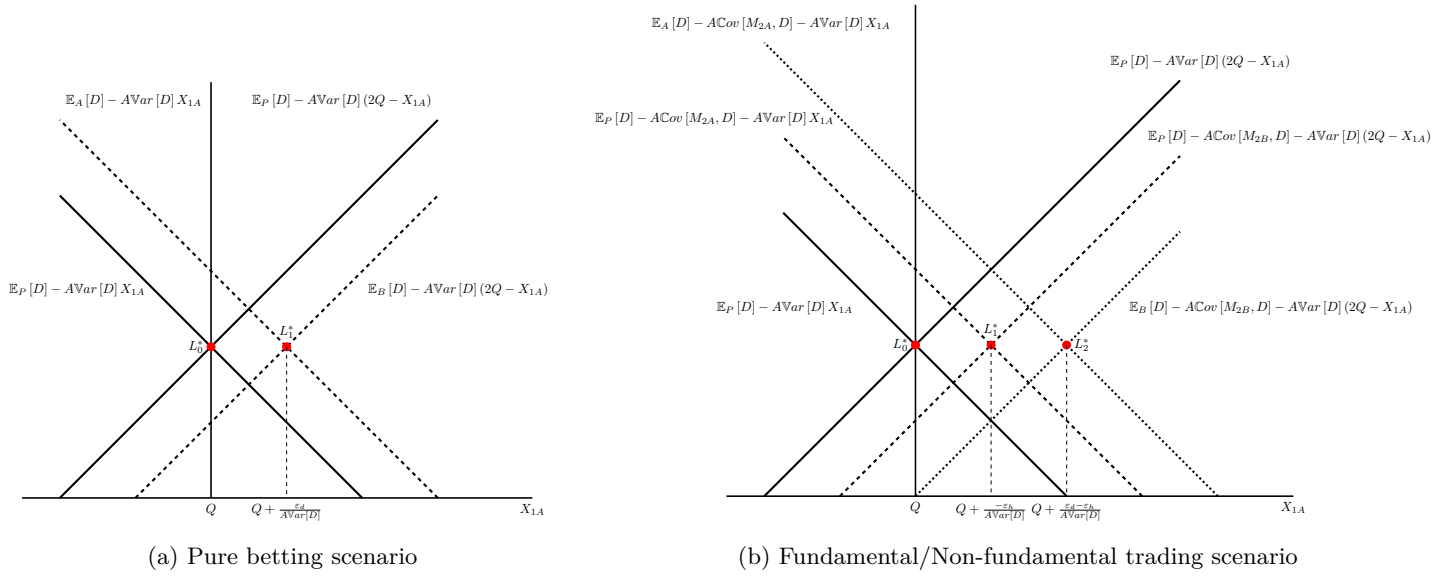 𝔼_A [D] − A𝕍ar [D] X_{1A}
𝔼_P [D] − A𝕍ar [D] (2Q − X_{1A})
𝔼_P [D] − A𝕍ar [D] X_{1A}
𝔼_B [D] − A𝕍ar [D] (2Q − X_{1A})
L_1^*
L_0^*
Q
Q + \frac{ε_d}{A𝕍ar[D]}
X_{1A}
(a) Pure betting scenario
𝔼_A [D] − Aℂov [M_{2A}, D] − A𝕍ar [D] X_{1A}
𝔼_P [D] − A𝕍ar [D] (2Q − X_{1A})
𝔼_P [D] − Aℂov [M_{2A}, D] − A𝕍ar [D] X_{1A}
𝔼_P [D] − Aℂov [M_{2B}, D] − A𝕍ar [D] (2Q − X_{1A})
𝔼_P [D] − A𝕍ar [D] X_{1A}
𝔼_B [D] − Aℂov [M_{2B}, D] − A𝕍ar [D] (2Q − X_{1A})
L_1^*
L_0^*
L_2^*
Q
Q + \frac{−ε_h}{A𝕍ar[D]}
Q + \frac{ε_d−ε_h}{A𝕍ar[D]}
X_{1A}
(b) Fundamental/Non-fundamental trading scenario